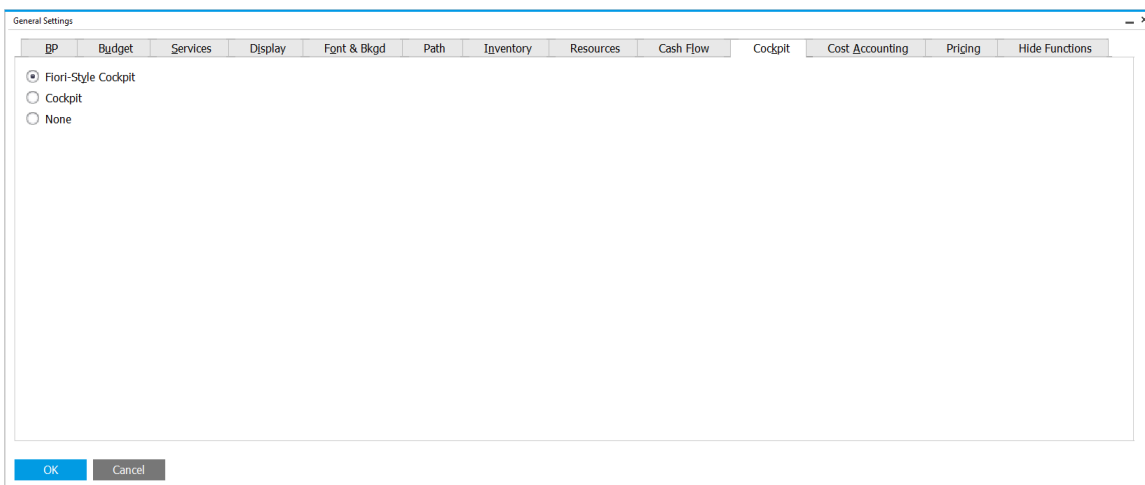 General Settings
BP Budget Services Display Font & Bkgd Path Inventory Resources Cash Flow Cockpit Cost Accounting Pricing Hide Functions
Fiori-Style Cockpit
Cockpit
None
OK Cancel